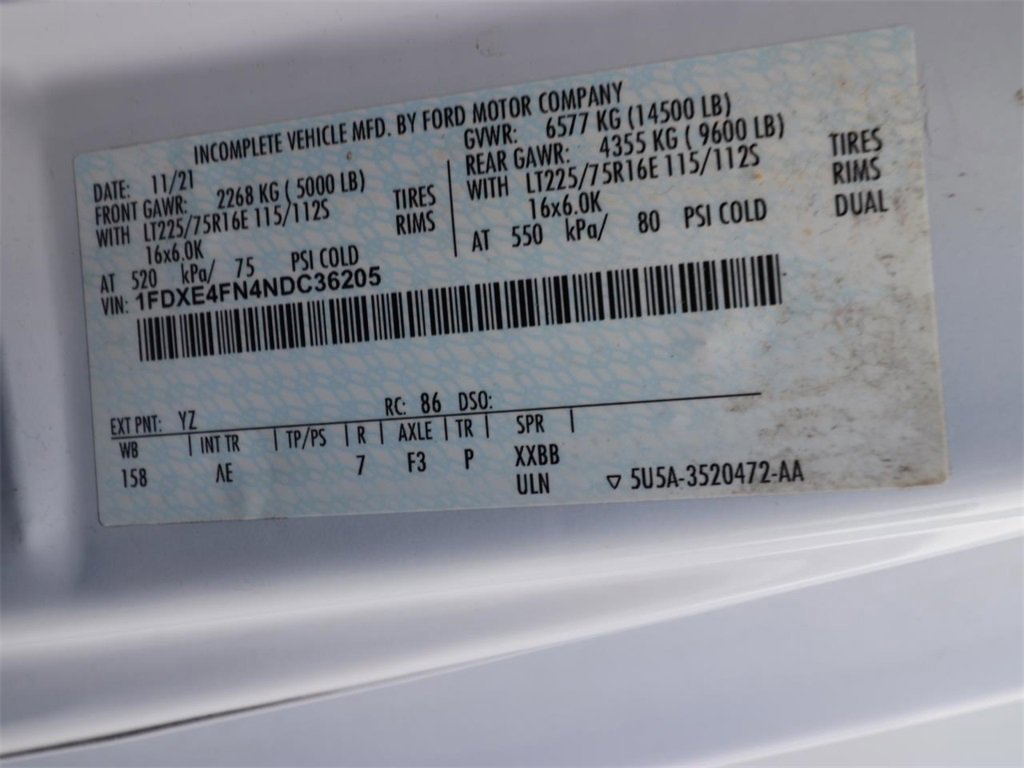 INCOMPLETE VEHICLE MFD. BY FORD MOTOR COMPANY
DATE: 11/21
GVWR: 6577 KG (14500 LB)
FRONT GAWR: 2268 KG ( 5000 LB)
REAR GAWR: 4355 KG ( 9600 LB)
WITH LT225/75R16E 115/112S TIRES
WITH LT225/75R16E 115/112S TIRES
16x6.0K RIMS
16x6.0K RIMS
AT 520 kPa/ 75 PSI COLD
AT 550 kPa/ 80 PSI COLD DUAL
VIN: 1FDXE4FN4NDC36205
EXT PNT: YZ RC: 86 DSO:
WB | INT TR | TP/PS | R | AXLE | TR | SPR |
158 AE 7 F3 P XXBB
ULN ▽ 5U5A-3520472-AA